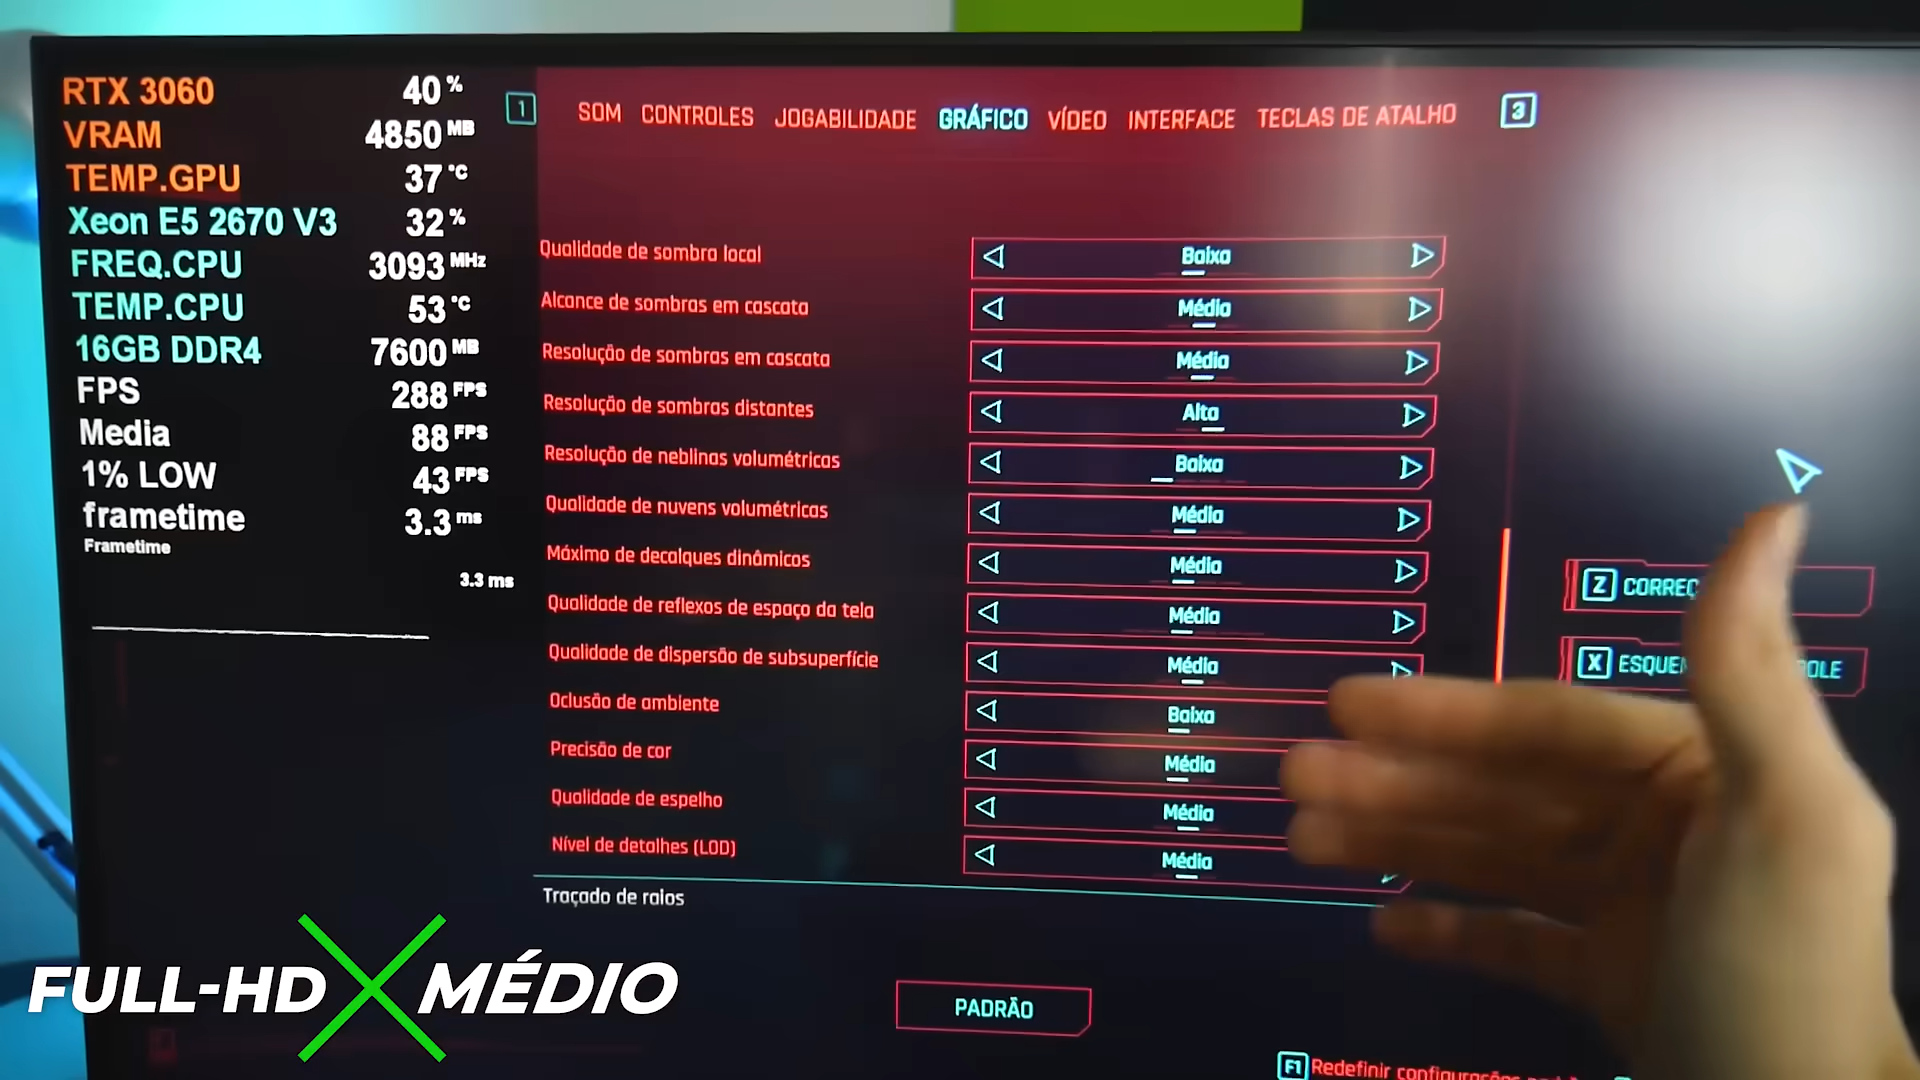 RTX 3060 40 %
VRAM 4850 MB
TEMP.GPU 37 °C
Xeon E5 2670 V3 32 %
FREQ.CPU 3093 MHz
TEMP.CPU 53 °C
16GB DDR4 7600 MB
FPS 288 FPS
Media 88 FPS
1% LOW 43 FPS
frametime 3.3 ms
Frametime
3.3 ms
1 SOM CONTROLES JOGABILIDADE GRÁFICO VÍDEO INTERFACE TECLAS DE ATALHO 3
Qualidade de sombra local Baixa
Alcance de sombras em cascata Média
Resolução de sombras em cascata Média
Resolução de sombras distantes Alta
Resolução de neblinas volumétricas Baixa
Qualidade de nuvens volumétricas Média
Máximo de decalques dinâmicos Média
Qualidade de reflexos de espaço da tela Média
Qualidade de dispersão de subsuperfície Média
Oclusão de ambiente Baixa
Precisão de cor Média
Qualidade de espelho Média
Nível de detalhes (LOD) Média
Traçado de raios
Z
X
PADRÃO
F1 Redefinir configurações
FULL-HD X MÉDIO